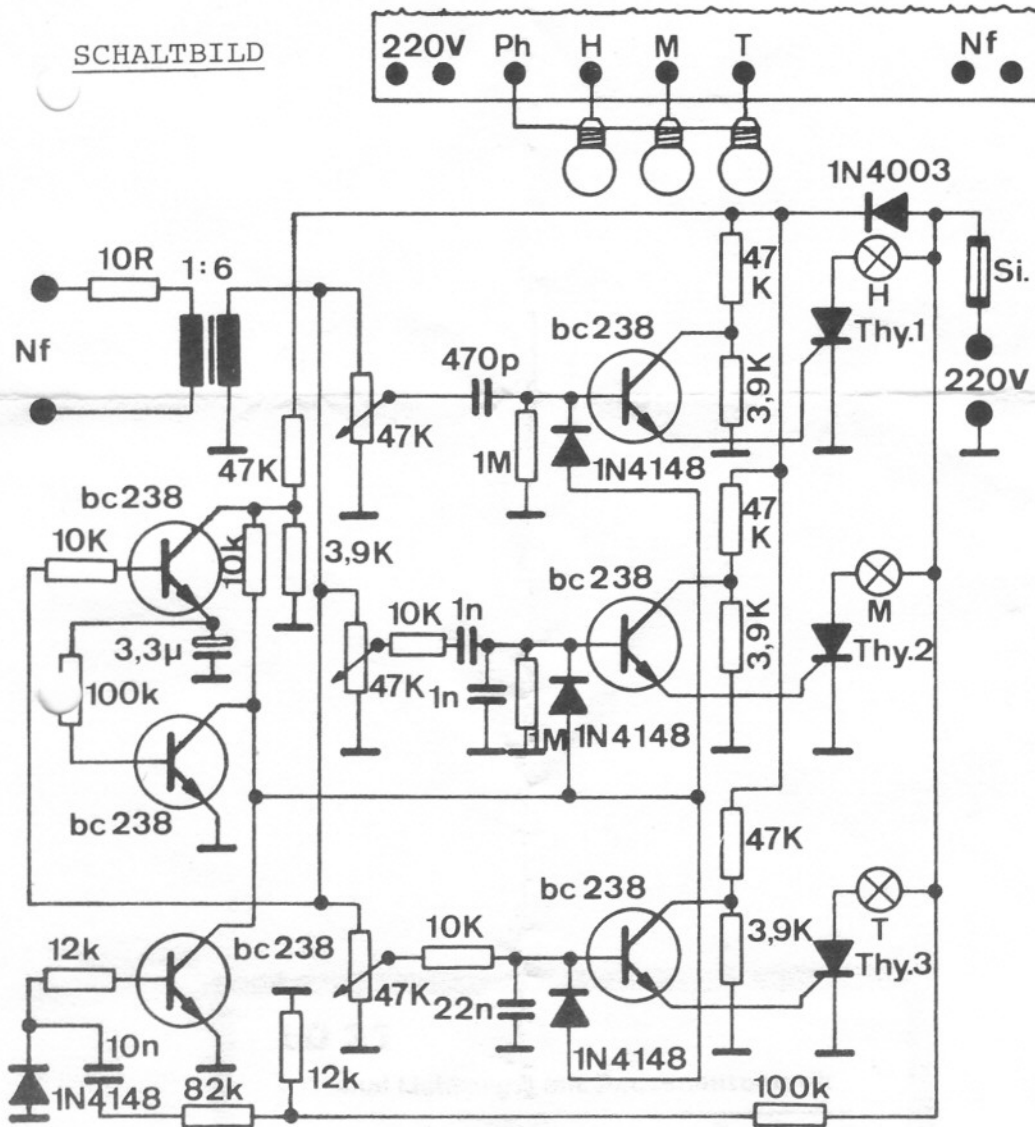 SCHALTBILD
220V Ph H M T Nf
1N4003
10R 1:6
47
K
H
Si.
Nf
470p
bc238
Thy.1
3,9K
220V
47K
47K
1M
1N4148
bc238
10K
10k
3,9K
47
K
bc238
M
10K 1n
3,9K
Thy.2
3,3µ
47K
1n
100k
1M 1N4148
bc238
47K
bc238
12k
bc238
10K
3,9K
T
Thy.3
47K
22n
10n
1N4148
82k
12k
1N4148
100k